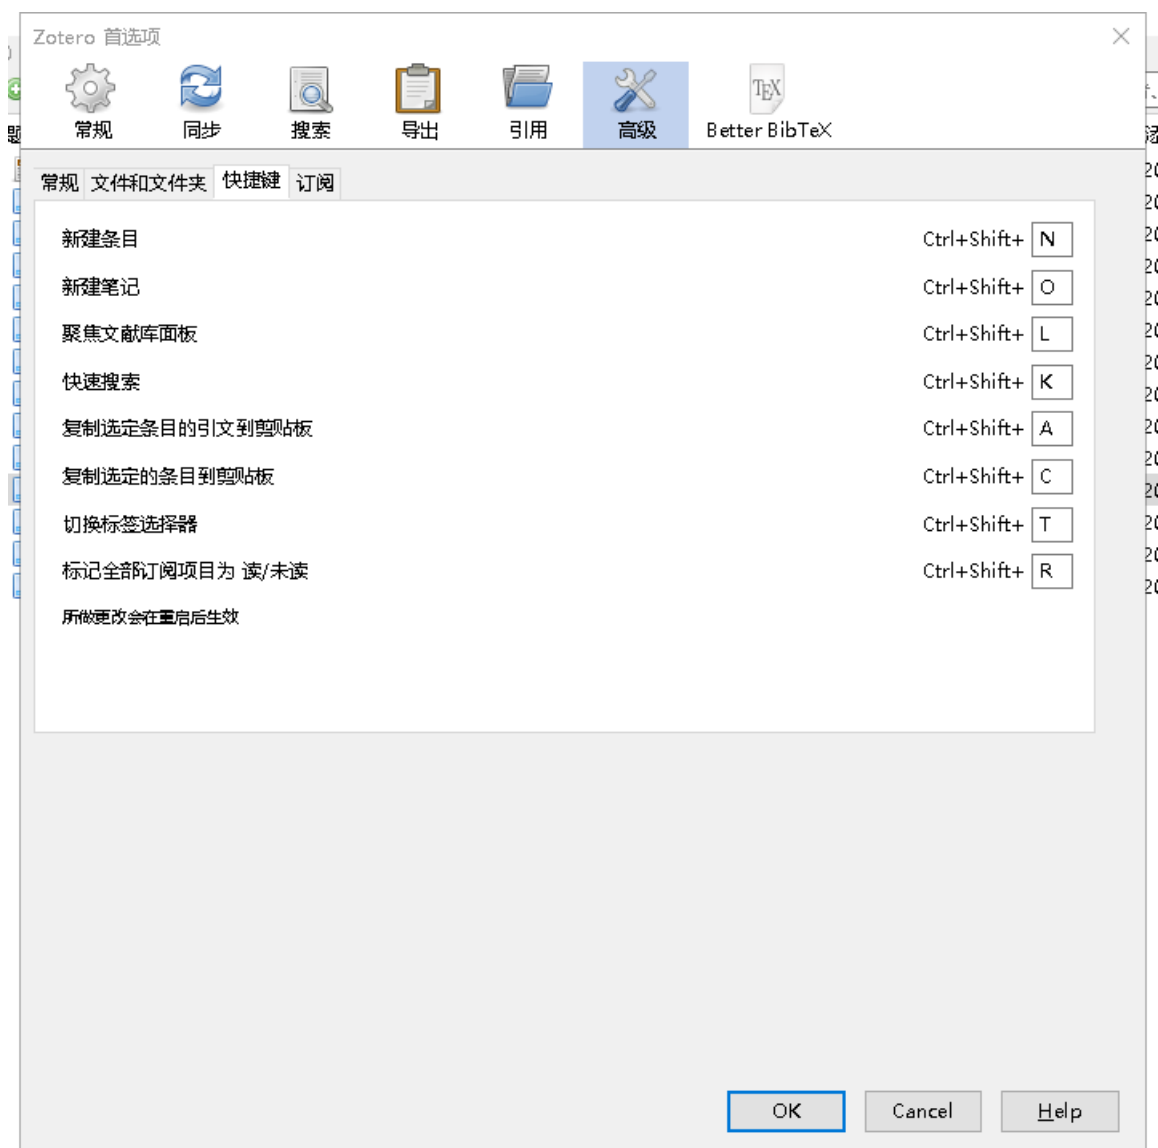 Zotero 首选项
常规 同步 搜索 导出 引用 高级 Better BibTeX
TEX
常规 文件和文件夹 快捷键 订阅
新建条目 Ctrl+Shift+ N
新建笔记 Ctrl+Shift+ O
聚焦文献库面板 Ctrl+Shift+ L
快速搜索 Ctrl+Shift+ K
复制选定条目的引文到剪贴板 Ctrl+Shift+ A
复制选定的条目到剪贴板 Ctrl+Shift+ C
切换标签选择器 Ctrl+Shift+ T
标记全部订阅项目为 读/未读 Ctrl+Shift+ R
所做更改会在重启后生效
OK Cancel Help